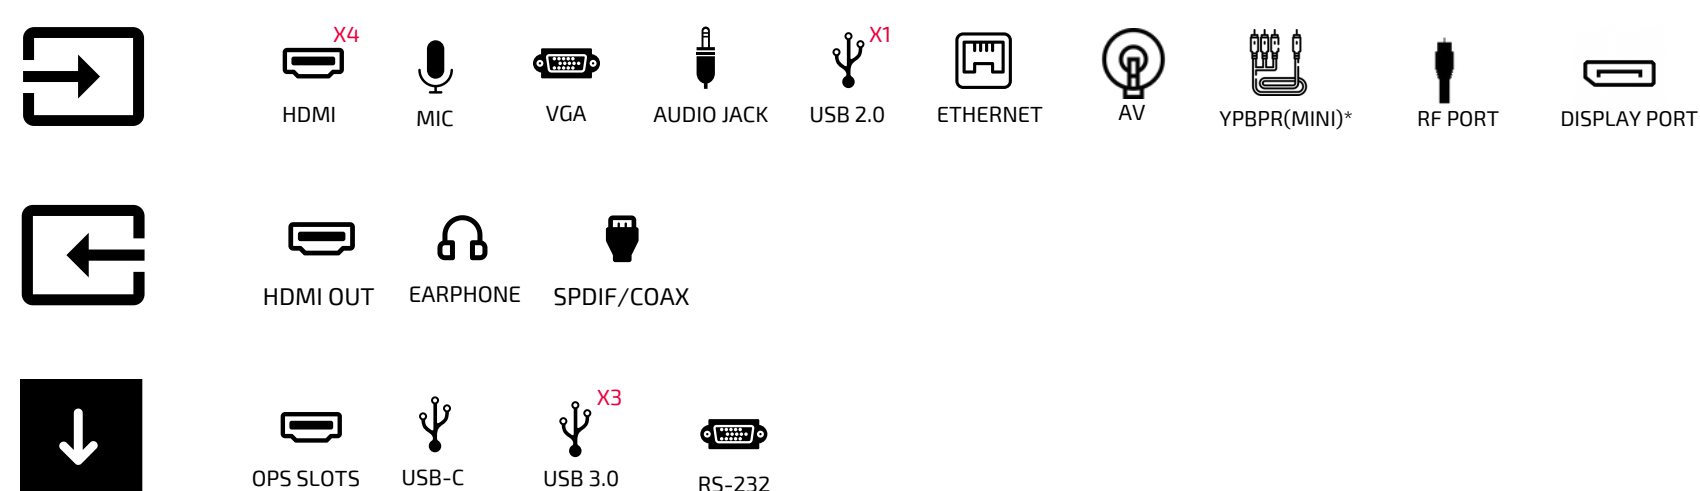 X4
X1
HDMI
MIC
VGA
AUDIO JACK
USB 2.0
ETHERNET
AV
YPBPR(MINI)*
RF PORT
DISPLAY PORT
HDMI OUT
EARPHONE
SPDIF/COAX
X3
OPS SLOTS
USB-C
USB 3.0
RS-232